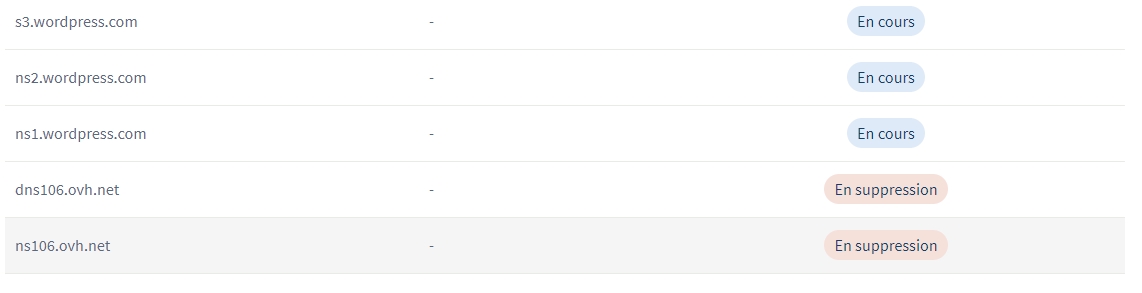 s3.wordpress.com - En cours
ns2.wordpress.com - En cours
ns1.wordpress.com - En cours
dns106.ovh.net - En suppression
ns106.ovh.net - En suppression